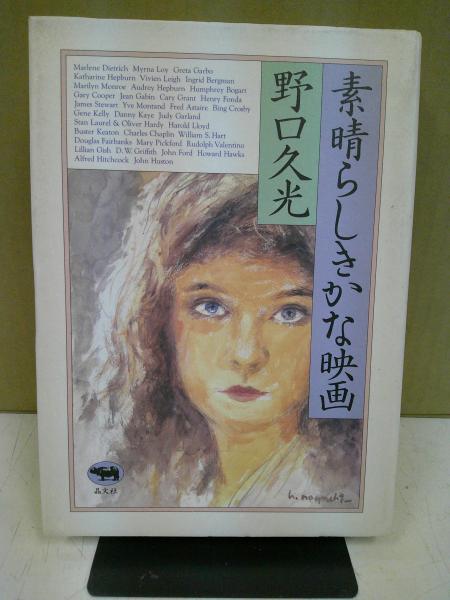 Marlene Dietrich Myrna Loy Greta Garbo
Katharine Hepburn Vivien Leigh Ingrid Bergman
Marilyn Monroe Audrey Hepburn Humphrey Bogart
Gary Cooper Jean Gabin Cary Grant Henry Fonda
James Stewart Yve Montand Fred Astaire Bing Crosby
Gene Kelly Danny Kaye Judy Garland
Stan Laurel & Oliver Hardy Harold Lloyd
Buster Keaton Charles Chaplin William S. Hart
Douglas Fairbanks Mary Pickford Rudolph Valentino
Lillian Gish D. W. Griffith John Ford Howard Hawks
Alfred Hitchcock John Huston
素晴らしきかな映画
野口久光
晶文社
h. noguchi